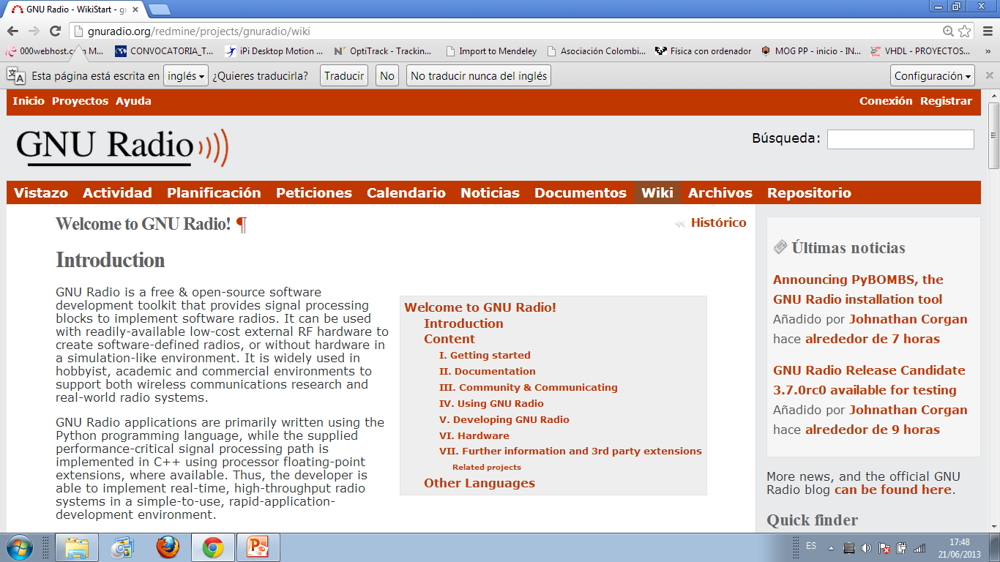 GNU Radio - WikiStart - gn
gnuradio.org/redmine/projects/gnuradio/wiki
000webhost.com M... CONVOCATORIA_T... iPi Desktop Motion ... OptiTrack - Trackin... Import to Mendeley Asociación Colombi... Física con ordenador MOG PP - inicio - IN... VHDL - PROYECTOS... »
Esta página está escrita en inglés ¿Quieres traducirla? Traducir No No traducir nunca del inglés Configuración
Inicio Proyectos Ayuda Conexión Registrar
GNU Radio
Búsqueda:
Vistazo Actividad Planificación Peticiones Calendario Noticias Documentos Wiki Archivos Repositorio
Welcome to GNU Radio! ¶
Histórico
Introduction
GNU Radio is a free & open-source software
development toolkit that provides signal processing
blocks to implement software radios. It can be used
with readily-available low-cost external RF hardware to
create software-defined radios, or without hardware in
a simulation-like environment. It is widely used in
hobbyist, academic and commercial environments to
support both wireless communications research and
real-world radio systems.
GNU Radio applications are primarily written using the
Python programming language, while the supplied
performance-critical signal processing path is
implemented in C++ using processor floating-point
extensions, where available. Thus, the developer is
able to implement real-time, high-throughput radio
systems in a simple-to-use, rapid-application-
development environment.
Welcome to GNU Radio!
Introduction
Content
I. Getting started
II. Documentation
III. Community & Communicating
IV. Using GNU Radio
V. Developing GNU Radio
VI. Hardware
VII. Further information and 3rd party extensions
Related projects
Other Languages
Últimas noticias
Announcing PyBOMBS, the
GNU Radio installation tool
Añadido por Johnathan Corgan
hace alrededor de 7 horas
GNU Radio Release Candidate
3.7.0rc0 available for testing
Añadido por Johnathan Corgan
hace alrededor de 9 horas
More news, and the official GNU
Radio blog can be found here.
Quick finder
ES
17:48
21/06/2013